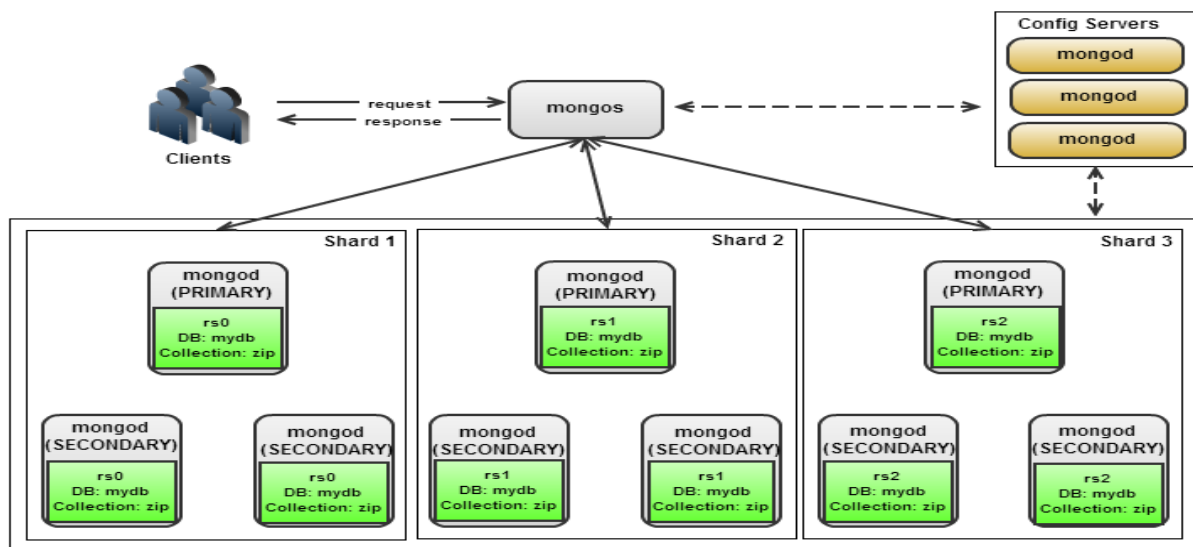 Config Servers
mongod
mongod
mongod
request
response
mongos
Clients
Shard 1
mongod
(PRIMARY)
rs0
DB: mydb
Collection: zip
mongod
(SECONDARY)
rs0
DB: mydb
Collection: zip
mongod
(SECONDARY)
rs0
DB: mydb
Collection: zip
Shard 2
mongod
(PRIMARY)
rs1
DB: mydb
Collection: zip
mongod
(SECONDARY)
rs1
DB: mydb
Collection: zip
mongod
(SECONDARY)
rs1
DB: mydb
Collection: zip
Shard 3
mongod
(PRIMARY)
rs2
DB: mydb
Collection: zip
mongod
(SECONDARY)
rs2
DB: mydb
Collection: zip
mongod
(SECONDARY)
rs2
DB: mydb
Collection: zip